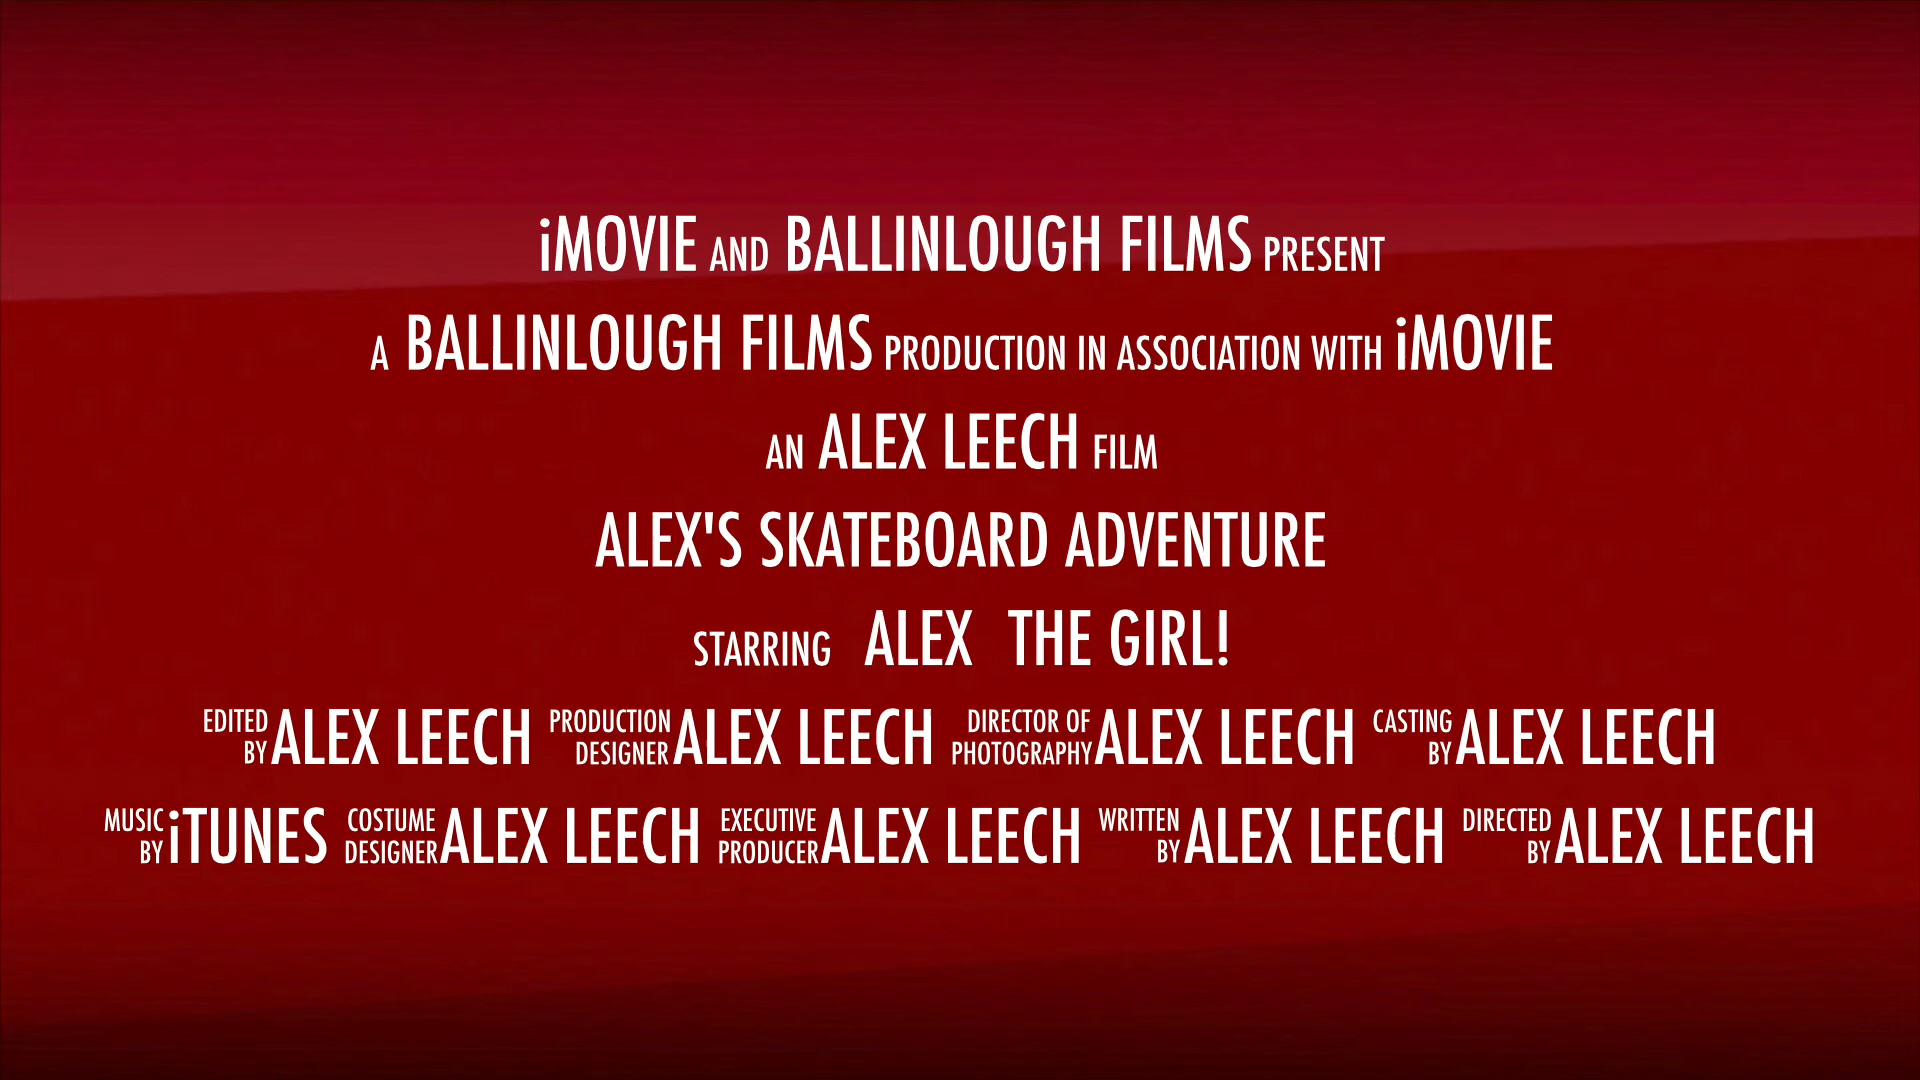 iMOVIE AND BALLINLOUGH FILMS PRESENT
A BALLINLOUGH FILMS PRODUCTION IN ASSOCIATION WITH iMOVIE
AN ALEX LEECH FILM
ALEX'S SKATEBOARD ADVENTURE
STARRING ALEX THE GIRL!
EDITED BY ALEX LEECH PRODUCTION DESIGNER ALEX LEECH DIRECTOR OF PHOTOGRAPHY ALEX LEECH CASTING BY ALEX LEECH
MUSIC BY iTUNES COSTUME DESIGNER ALEX LEECH EXECUTIVE PRODUCER ALEX LEECH WRITTEN BY ALEX LEECH DIRECTED BY ALEX LEECH